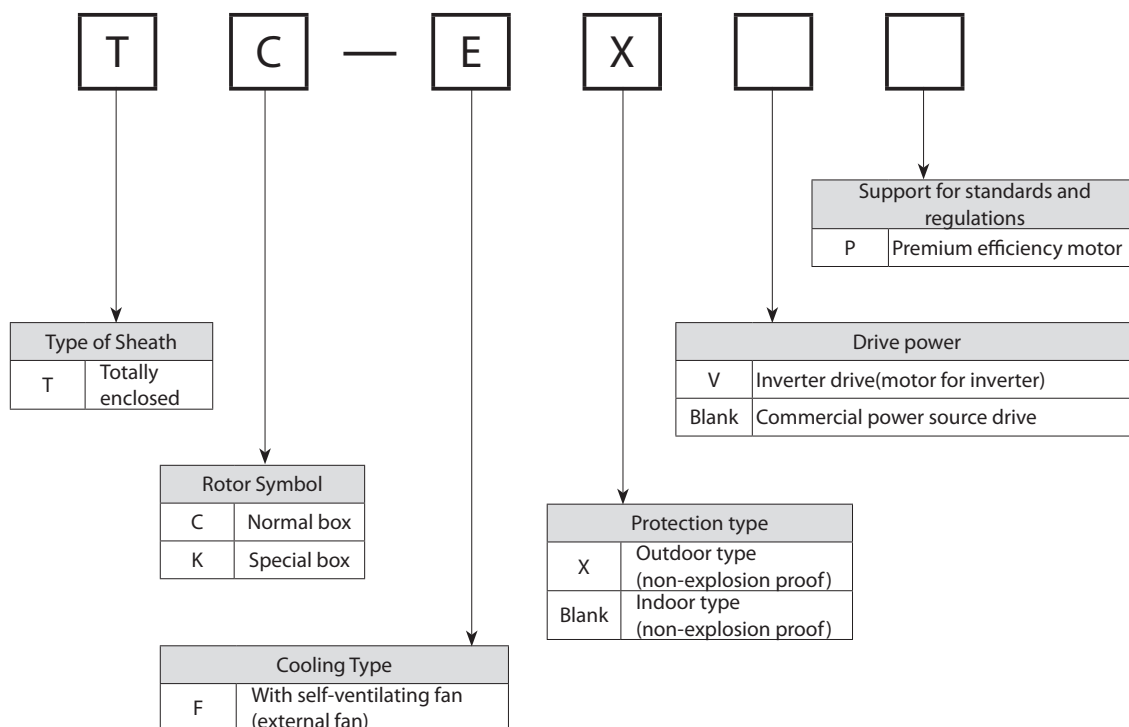 T C — E X
Support for standards and
regulations
P Premium efficiency motor
Type of Sheath
T Totally
enclosed
Drive power
V Inverter drive(motor for inverter)
Blank Commercial power source drive
Rotor Symbol
C Normal box
K Special box
Protection type
X Outdoor type
(non-explosion proof)
Blank Indoor type
(non-explosion proof)
Cooling Type
F With self-ventilating fan
(external fan)